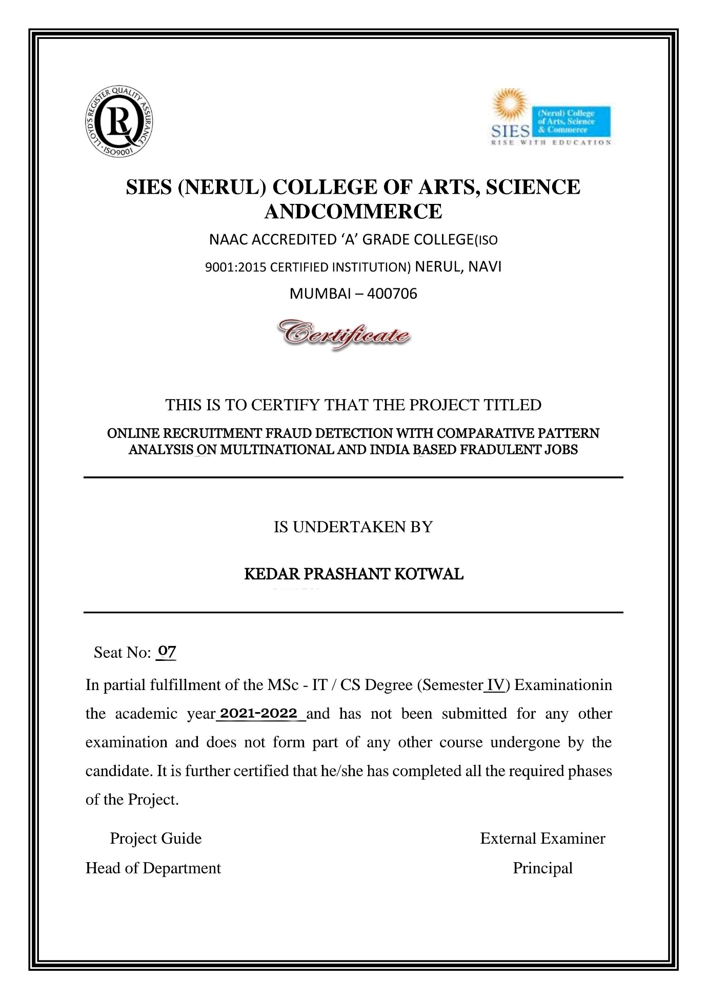 LLOYD'S REGISTER QUALITY ASSURANCE
LRQ
· ISO9001 ·
SIES
(Nerul) College
of Arts, Science
& Commerce
RISE WITH EDUCATION
SIES (NERUL) COLLEGE OF ARTS, SCIENCE
ANDCOMMERCE
NAAC ACCREDITED ‘A’ GRADE COLLEGE(ISO
9001:2015 CERTIFIED INSTITUTION) NERUL, NAVI
MUMBAI – 400706
Certificate
THIS IS TO CERTIFY THAT THE PROJECT TITLED
ONLINE RECRUITMENT FRAUD DETECTION WITH COMPARATIVE PATTERN
ANALYSIS ON MULTINATIONAL AND INDIA BASED FRADULENT JOBS
IS UNDERTAKEN BY
KEDAR PRASHANT KOTWAL
Seat No: 07
In partial fulfillment of the MSc - IT / CS Degree (Semester IV) Examinationin
the academic year 2021-2022 and has not been submitted for any other
examination and does not form part of any other course undergone by the
candidate. It is further certified that he/she has completed all the required phases
of the Project.
Project Guide External Examiner
Head of Department Principal